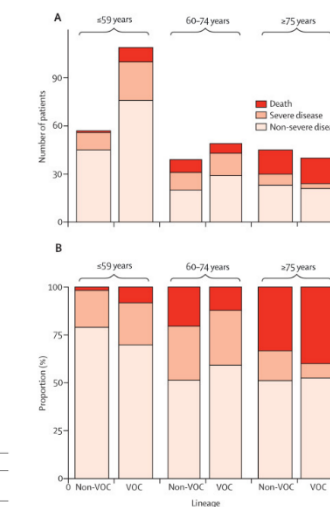 A
≤59 years 60–74 years ≥75 years
Number of patients
90
60
30
0
Death
Severe disease
Non-severe
B
≤59 years 60–74 years ≥75 years
Proportion (%)
100
75
50
25
0
Non-VOC VOC Non-VOC VOC Non-VOC VOC
Lineage